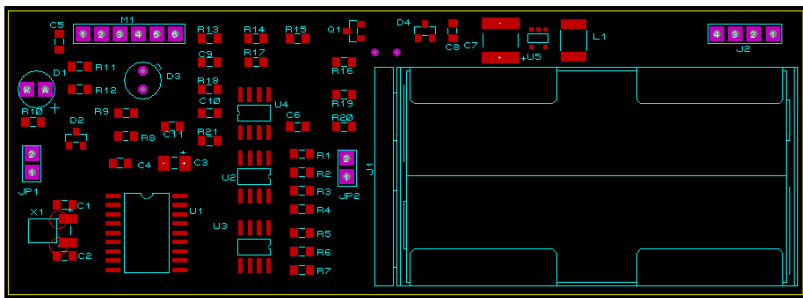 M1
C5
1 2 3 4 5 6
R13 R14 R15
Q1
D4
C8 C7
+U5
L1
4 3 2 1
J2
R11
C9 R17
D1
K A
+
D3
R16
R12
R18
R10
R9
C10
U4
R19
D2
R8
C11
R21
C6
R20
2
1
JP1
C4
+
C3
R1
2
1
JP2
J1
U2
R2
R3
X1
C1
U1
R4
U3
R5
C2
R6
R7